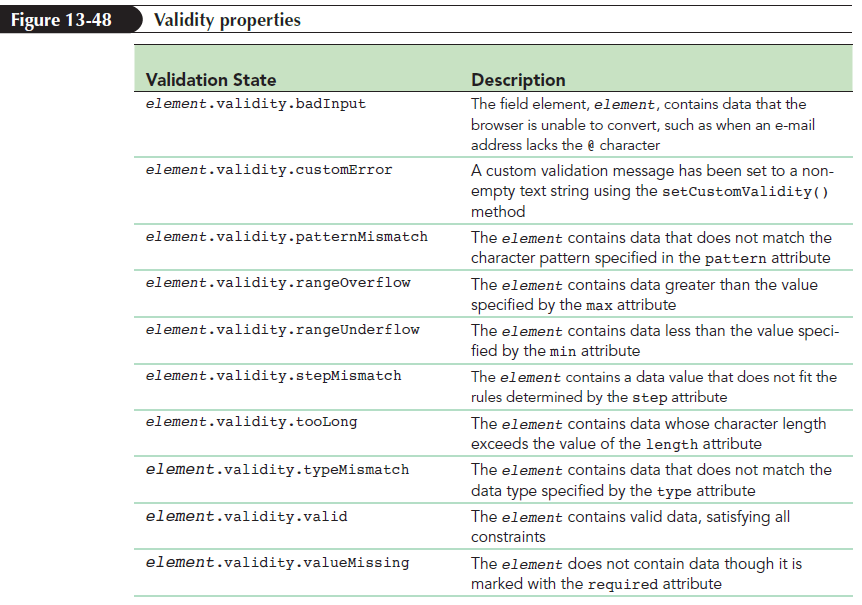 Figure 13-48 Validity properties
Validation State Description
element.validity.badInput The field element, element, contains data that the
browser is unable to convert, such as when an e-mail
address lacks the @ character
element.validity.customError A custom validation message has been set to a non-
empty text string using the setCustomValidity()
method
element.validity.patternMismatch The element contains data that does not match the
character pattern specified in the pattern attribute
element.validity.rangeOverflow The element contains data greater than the value
specified by the max attribute
element.validity.rangeUnderflow The element contains data less than the value speci-
fied by the min attribute
element.validity.stepMismatch The element contains a data value that does not fit the
rules determined by the step attribute
element.validity.tooLong The element contains data whose character length
exceeds the value of the length attribute
element.validity.typeMismatch The element contains data that does not match the
data type specified by the type attribute
element.validity.valid The element contains valid data, satisfying all
constraints
element.validity.valueMissing The element does not contain data though it is
marked with the required attribute